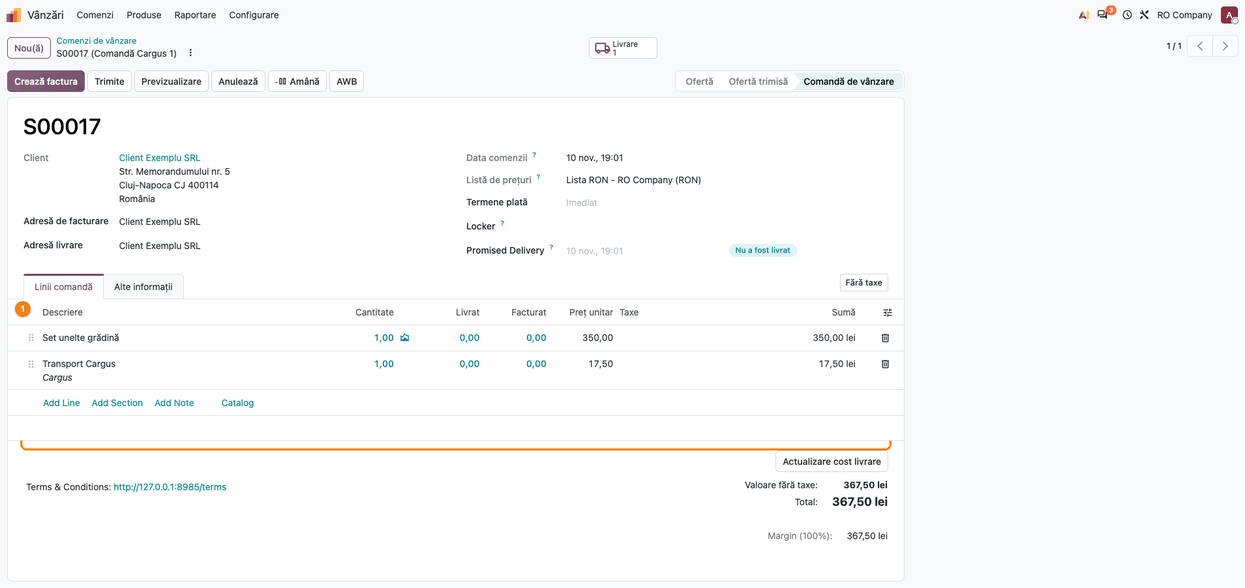 Vânzări Comenzi Produse Raportare Configurare AI 3 RO Company A
Nou(ă) Comenzi de vânzare
S00017 (Comandă Cargus 1)
Livrare
1
1 / 1
Crează factura Trimite Previzualizare Anulează Amână AWB Ofertă Ofertă trimisă Comandă de vânzare
S00017
Client Client Exemplu SRL
Str. Memorandumului nr. 5
Cluj-Napoca CJ 400114
România
Adresă de facturare Client Exemplu SRL
Adresă livrare Client Exemplu SRL
Data comenzii ? 10 nov., 19:01
Listă de prețuri ? Lista RON - RO Company (RON)
Termene plată Imediat
Locker ?
Promised Delivery ? 10 nov., 19:01 Nu a fost livrat
Linii comandă Alte informații Fără taxe
1 Descriere Cantitate Livrat Facturat Preț unitar Taxe Sumă
Set unelte grădină 1,00 0,00 0,00 350,00 350,00 lei
Transport Cargus 1,00 0,00 0,00 17,50 17,50 lei
Cargus
Add Line Add Section Add Note Catalog
Actualizare cost livrare
Terms & Conditions: http://127.0.0.1:8985/terms
Valoare fără taxe: 367,50 lei
Total: 367,50 lei
Margin (100%): 367,50 lei